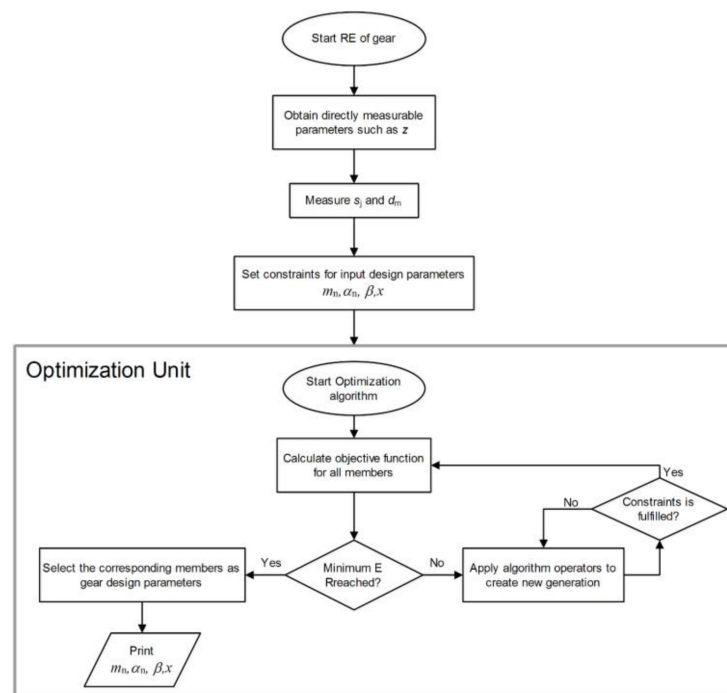 Start RE of gear
Obtain directly measurable
parameters such as z
Measure sj and dm
Set constraints for input design parameters
mn, αn, β,x
Optimization Unit
Start Optimization
algorithm
Calculate objective function
for all members
Yes
Constraints is
fulfilled?
No
Minimum E
Rreached?
Yes
No
Select the corresponding members as
gear design parameters
Apply algorithm operators to
create new generation
Print
mn, αn, β,x